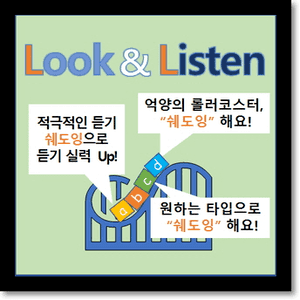 Look & Listen
억양의 롤러코스터,
“쉐도잉” 해요!
적극적인 듣기
쉐도잉으로
듣기 실력 Up!
a b c d
원하는 타입으로
“쉐도잉” 해요!